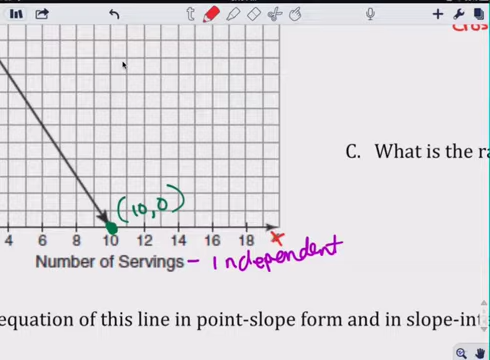 Cros
C. What is the ra
(10,0)
4 6 8 10 12 14 16 18 x
Number of Servings - independent
equation of this line in point-slope form and in slope-int